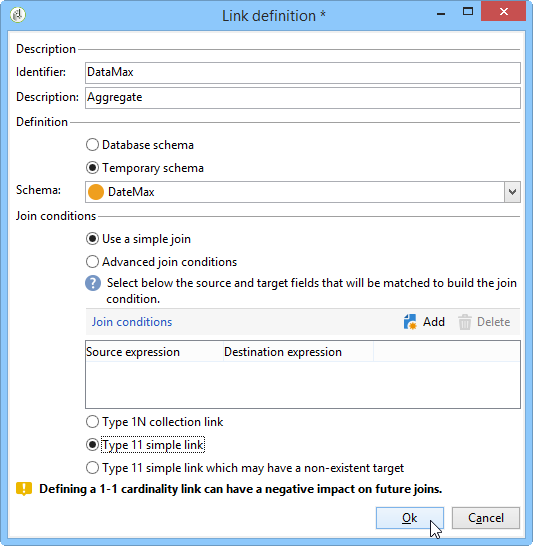 Link definition *
Description
Identifier: DataMax
Description: Aggregate
Definition
Database schema
Temporary schema
Schema: DateMax
Join conditions
Use a simple join
Advanced join conditions
? Select below the source and target fields that will be matched to build the join
condition.
Join conditions Add Delete
Source expression Destination expression
Type 1N collection link
Type 11 simple link
Type 11 simple link which may have a non-existent target
! Defining a 1-1 cardinality link can have a negative impact on future joins.
Ok Cancel